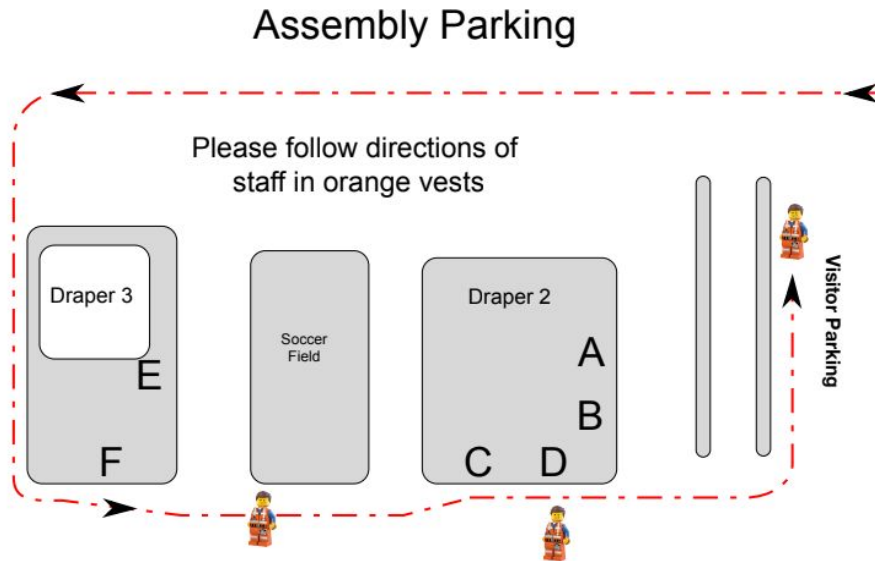 Assembly Parking
Please follow directions of
staff in orange vests
Draper 3
E
F
Soccer
Field
Draper 2
A
B
C D
Visitor Parking